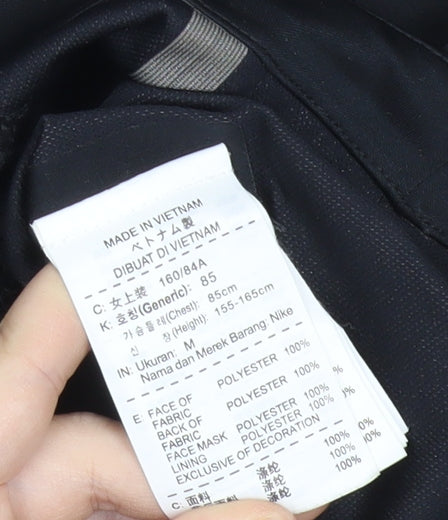 MADE IN VIETNAM
ベトナム製
DIBUAT DI VIETNAM
C: 女上裝 160/84A
K: 호칭(Generic): 85
가슴둘레(Chest): 85cm
신 장(Height): 155-165cm
IN: Ukuran: M
Nama dan Merek Barang: Nike
E: FACE OF
FABRIC POLYESTER 100%
BACK OF
FABRIC POLYESTER 100%
FACE MASK POLYESTER 100%
LINING POLYESTER 100%
EXCLUSIVE OF DECORATION
C: 面料 涤纶 100%
涤纶 100%
涤纶 100%